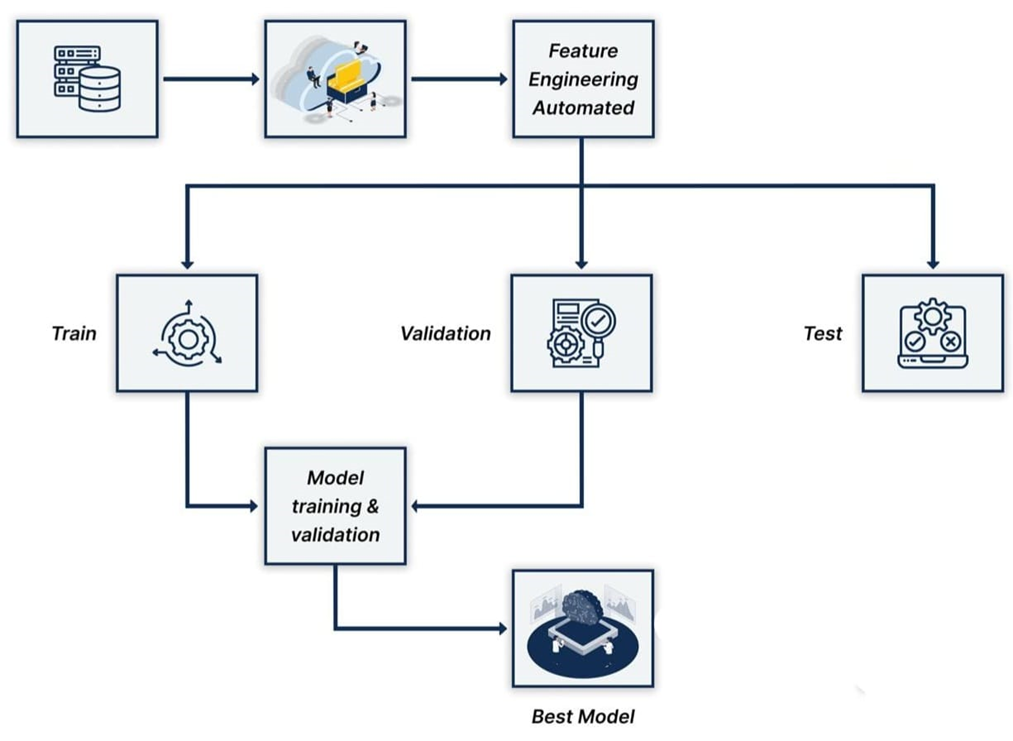 Feature
Engineering
Automated
Train
Validation
Test
Model
training &
validation
Best Model